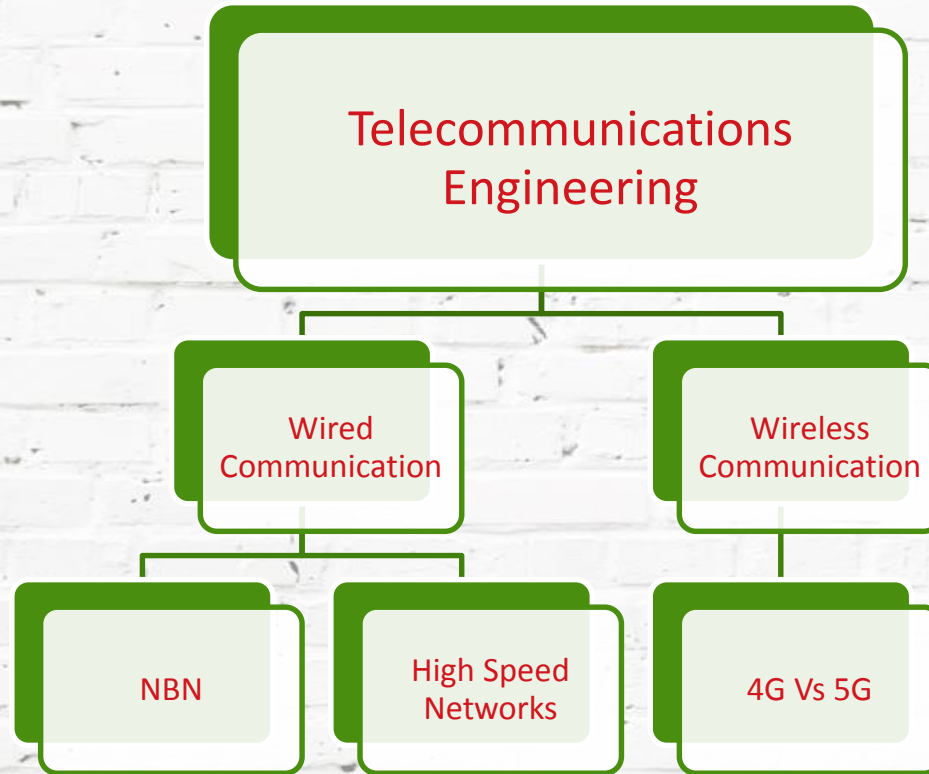 Telecommunications
Engineering
Wired
Communication
Wireless
Communication
NBN
High Speed
Networks
4G Vs 5G